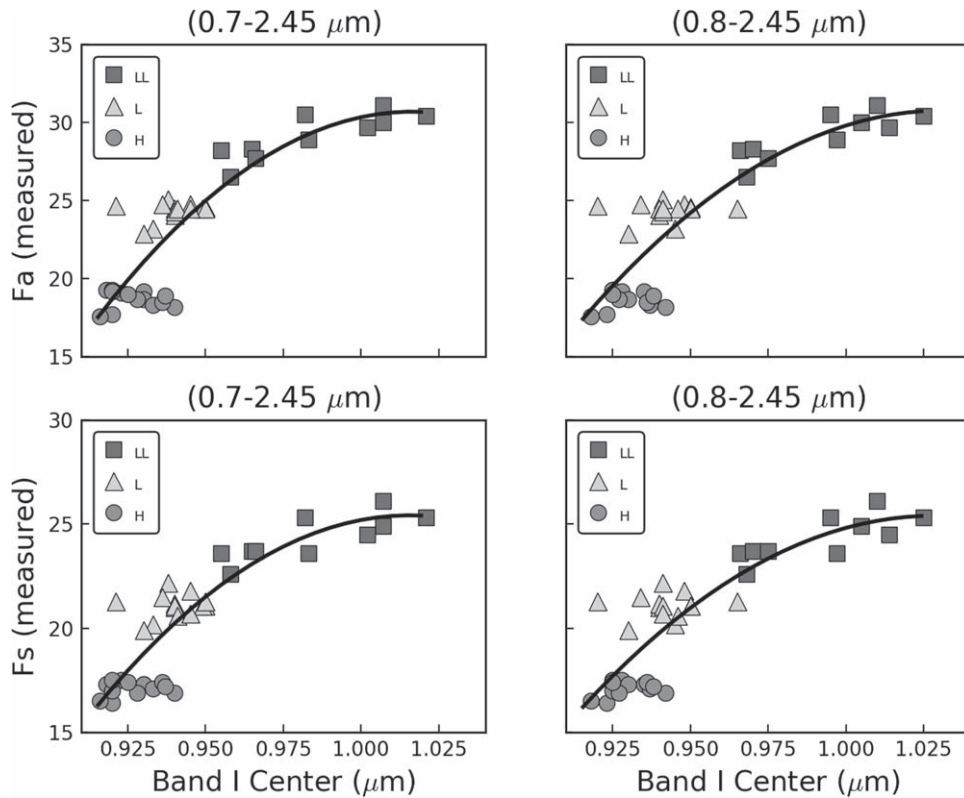 (0.7-2.45 μm)
(0.8-2.45 μm)
35
30
25
20
15
Fa (measured)
LL
L
H
LL
L
H
(0.7-2.45 μm)
(0.8-2.45 μm)
30
25
20
15
Fs (measured)
LL
L
H
LL
L
H
0.925 0.950 0.975 1.000 1.025
0.925 0.950 0.975 1.000 1.025
Band I Center (μm)
Band I Center (μm)